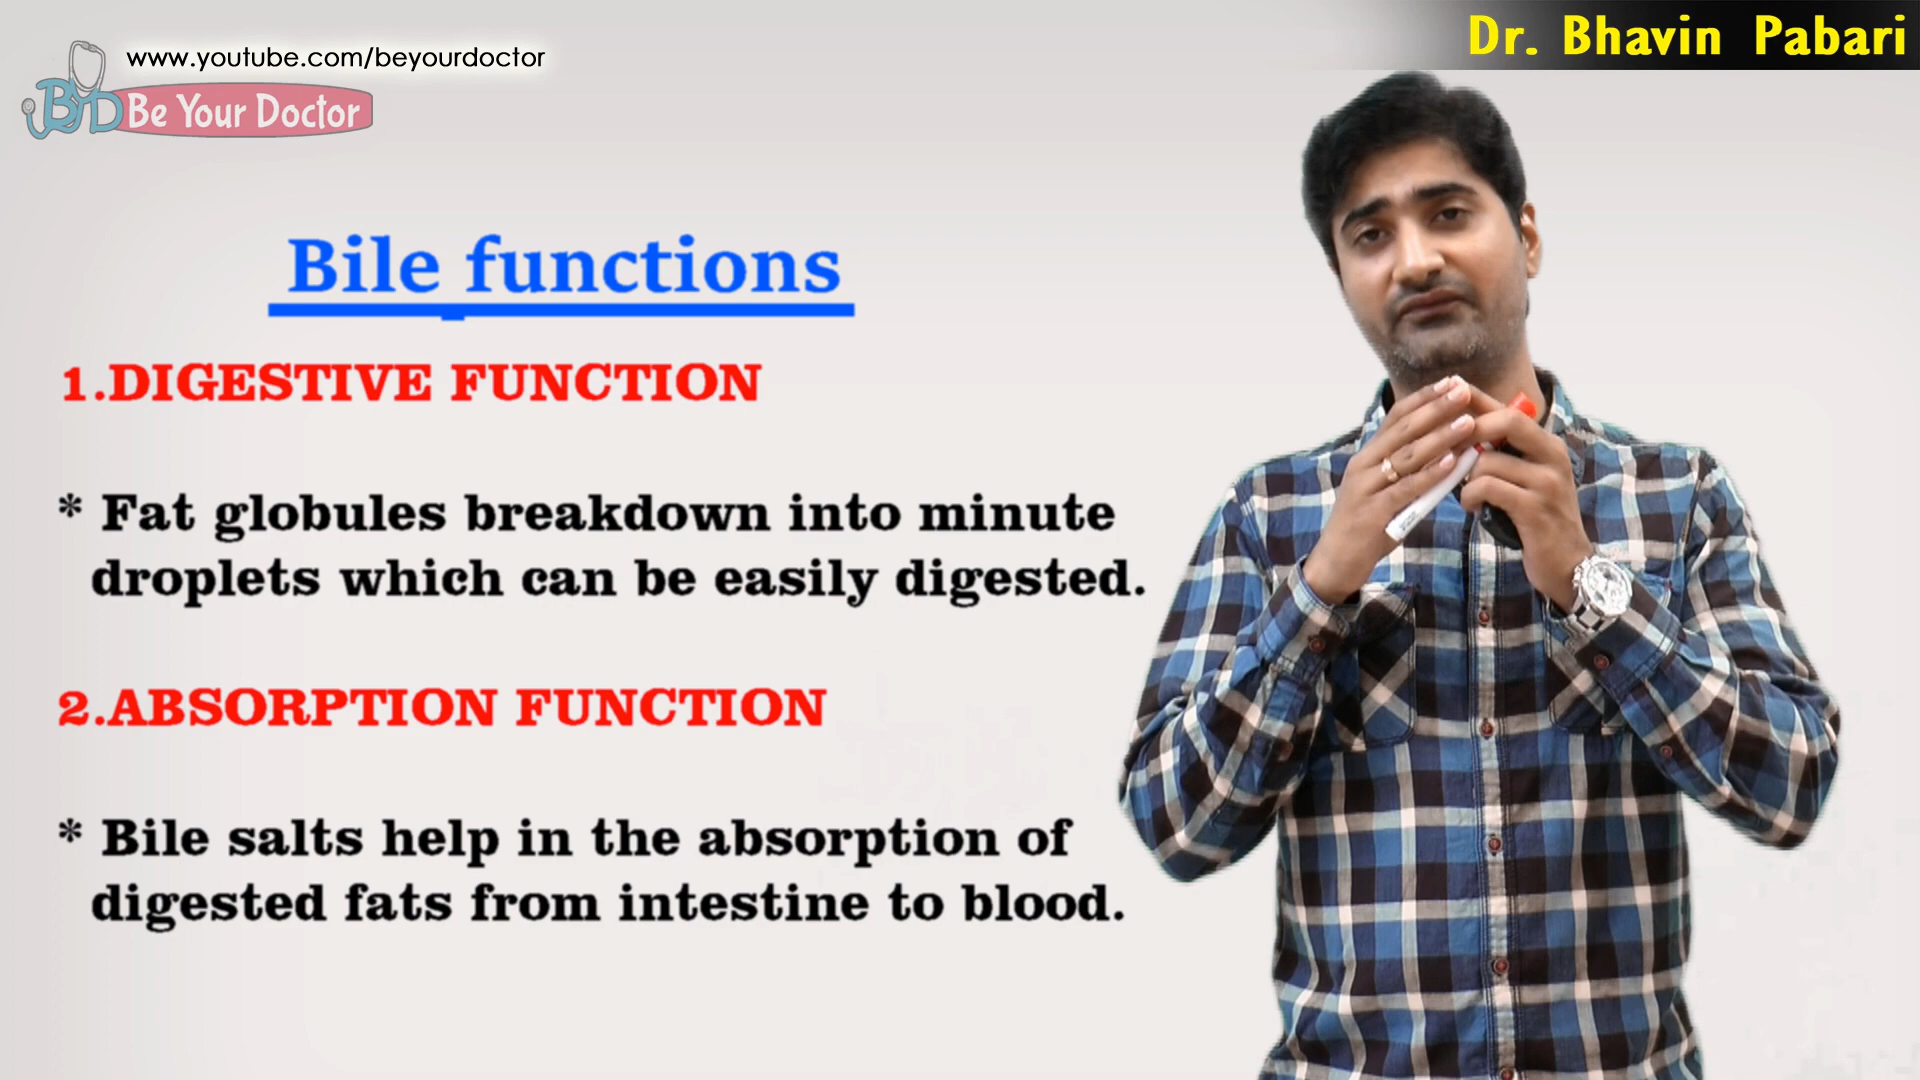 www.youtube.com/beyourdoctor
Dr. Bhavin Pabari
BYD Be Your Doctor
Bile functions
1.DIGESTIVE FUNCTION
* Fat globules breakdown into minute
droplets which can be easily digested.
2.ABSORPTION FUNCTION
* Bile salts help in the absorption of
digested fats from intestine to blood.